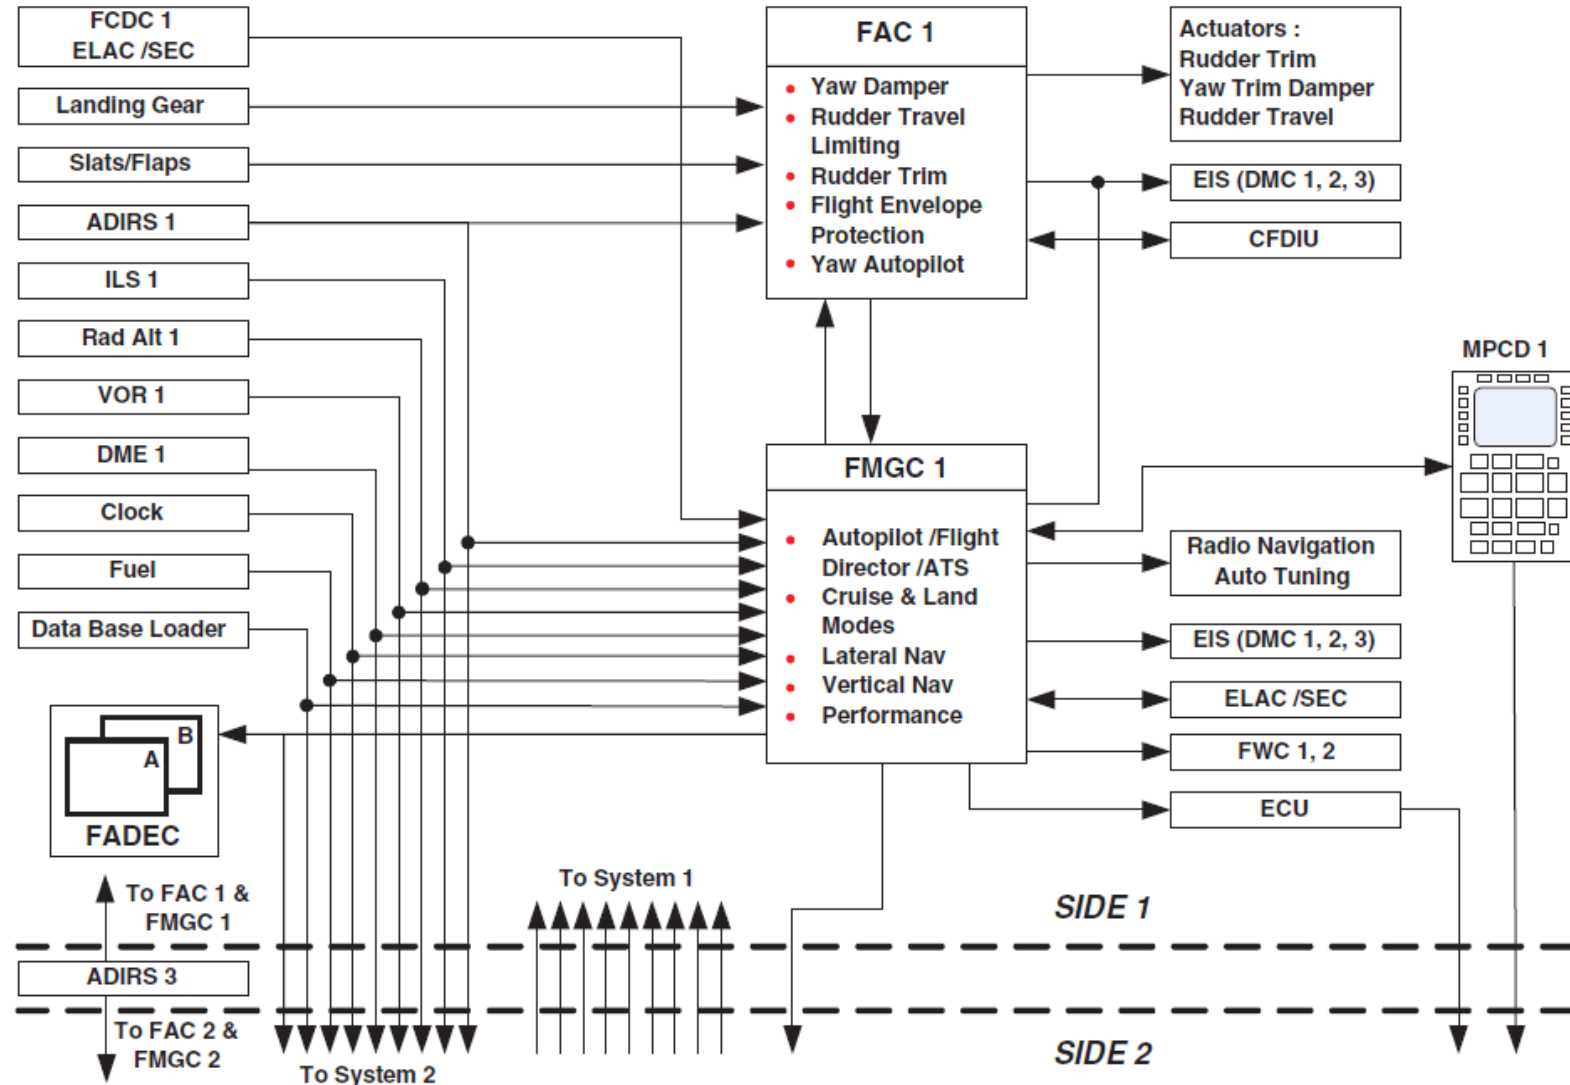 FCDC 1
ELAC /SEC
Landing Gear
Slats/Flaps
ADIRS 1
ILS 1
Rad Alt 1
VOR 1
DME 1
Clock
Fuel
Data Base Loader
B
A
FADEC
To FAC 1 &
FMGC 1
ADIRS 3
To FAC 2 &
FMGC 2
To System 2
To System 1
FAC 1
• Yaw Damper
• Rudder Travel
Limiting
• Rudder Trim
• Flight Envelope
Protection
• Yaw Autopilot
FMGC 1
• Autopilot /Flight
Director /ATS
• Cruise & Land
Modes
• Lateral Nav
• Vertical Nav
• Performance
Actuators :
Rudder Trim
Yaw Trim Damper
Rudder Travel
EIS (DMC 1, 2, 3)
CFDIU
MPCD 1
Radio Navigation
Auto Tuning
EIS (DMC 1, 2, 3)
ELAC /SEC
FWC 1, 2
ECU
SIDE 1
SIDE 2